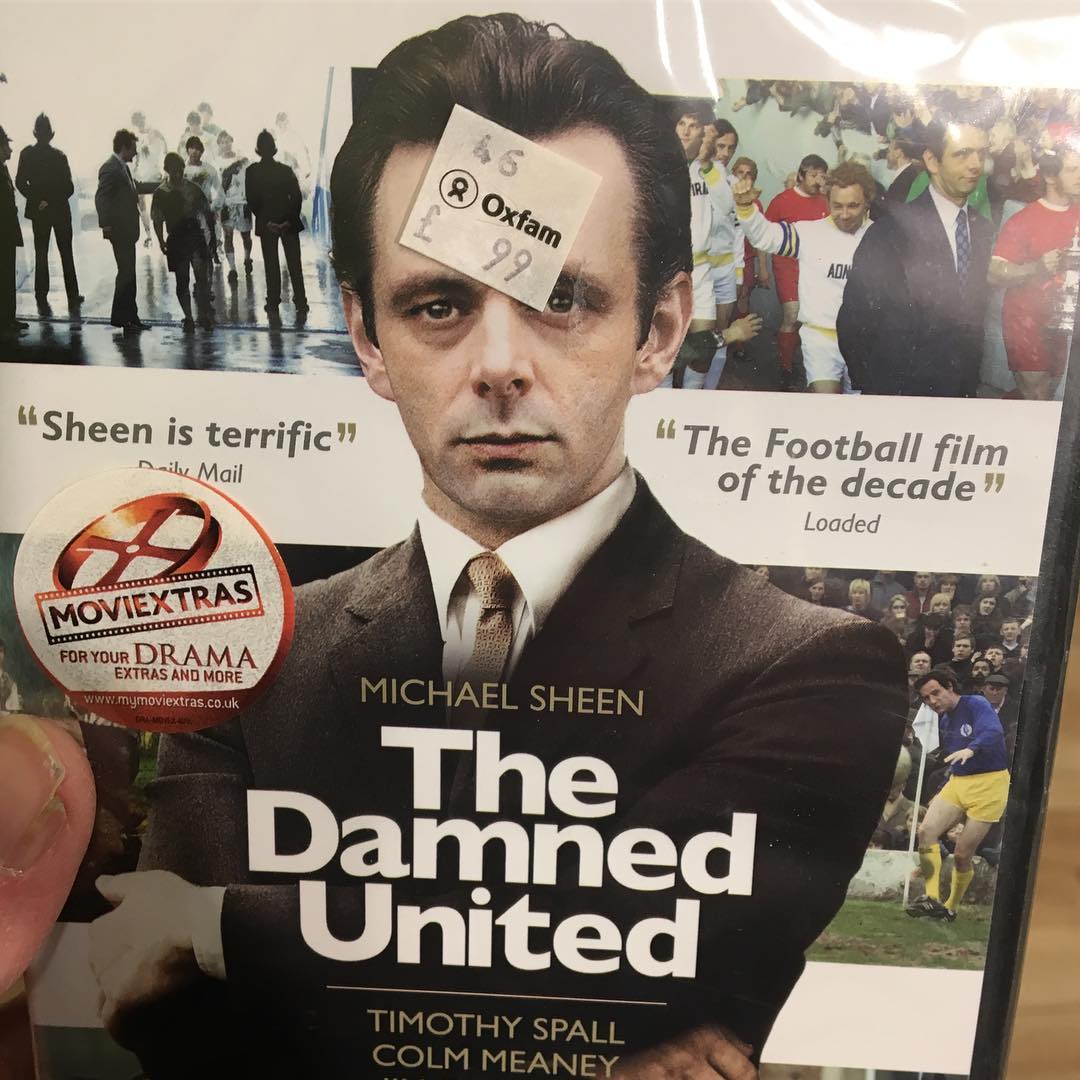 46
Oxfam
£ 99
“Sheen is terrific”
Daily Mail
“The Football film
of the decade”
Loaded
MOVIEXTRAS
FOR YOUR DRAMA
EXTRAS AND MORE
www.mymoviextras.co.uk
MICHAEL SHEEN
The
Damned
United
TIMOTHY SPALL
COLM MEANEY